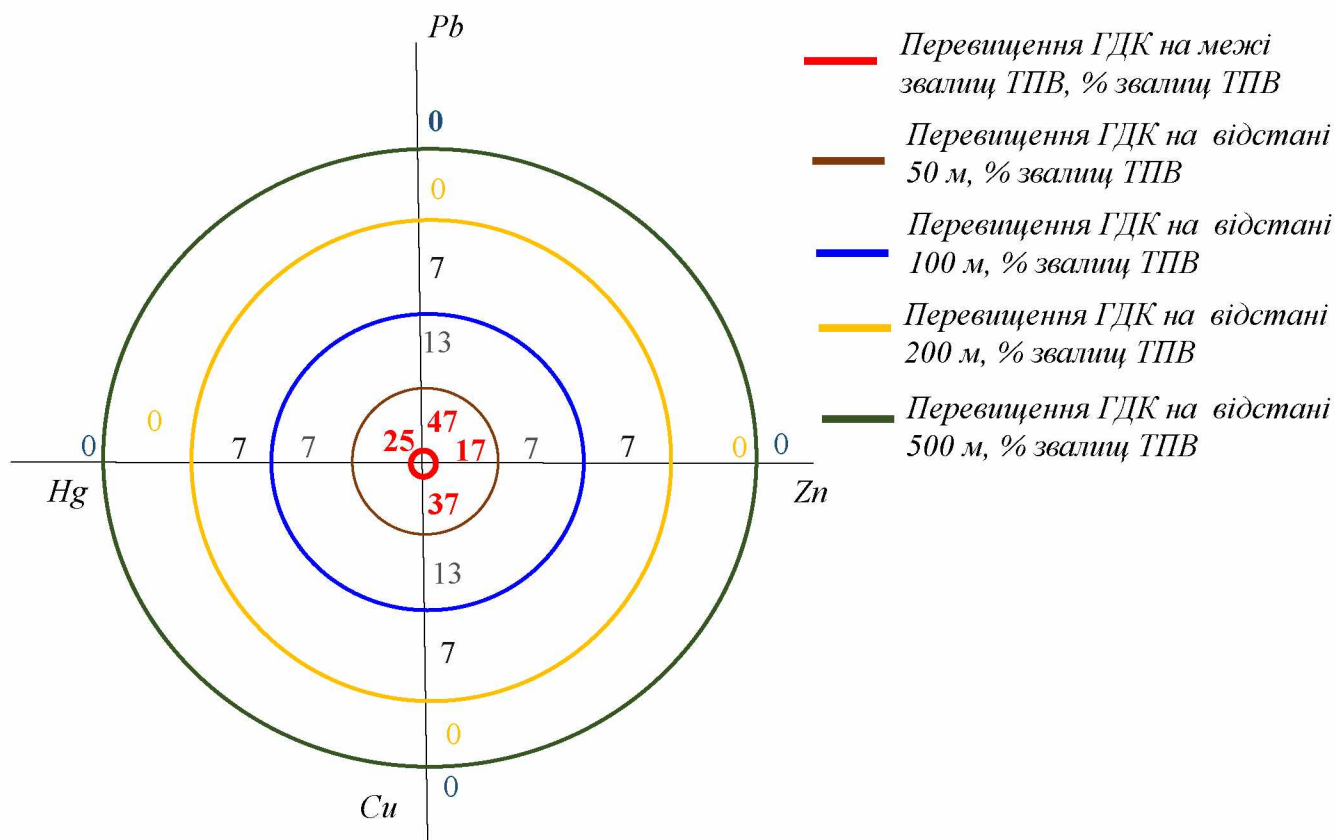 Pb
0
0
7
13
47
25
17
0
0
7
7
7
7
0
0
Hg
Zn
37
13
7
0
0
Cu
Перевищення ГДК на межі
звалищ ТПВ, % звалищ ТПВ
Перевищення ГДК на відстані
50 м, % звалищ ТПВ
Перевищення ГДК на відстані
100 м, % звалищ ТПВ
Перевищення ГДК на відстані
200 м, % звалищ ТПВ
Перевищення ГДК на відстані
500 м, % звалищ ТПВ